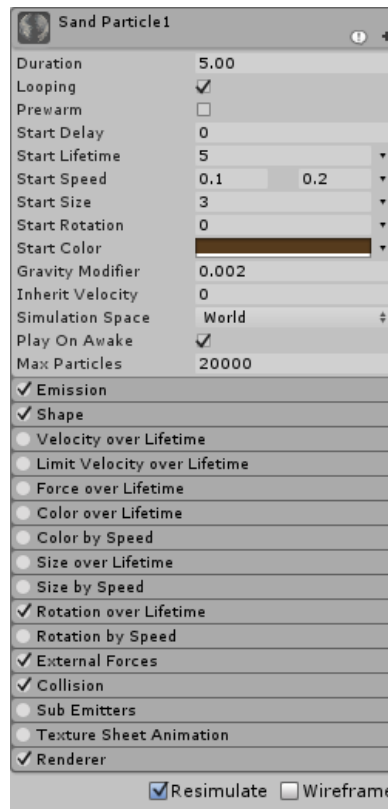 Sand Particle1
Duration 5.00
Looping
Prewarm
Start Delay 0
Start Lifetime 5
Start Speed 0.1 0.2
Start Size 3
Start Rotation 0
Start Color
Gravity Modifier 0.002
Inherit Velocity 0
Simulation Space World
Play On Awake
Max Particles 20000
Emission
Shape
Velocity over Lifetime
Limit Velocity over Lifetime
Force over Lifetime
Color over Lifetime
Color by Speed
Size over Lifetime
Size by Speed
Rotation over Lifetime
Rotation by Speed
External Forces
Collision
Sub Emitters
Texture Sheet Animation
Renderer
Resimulate Wireframe